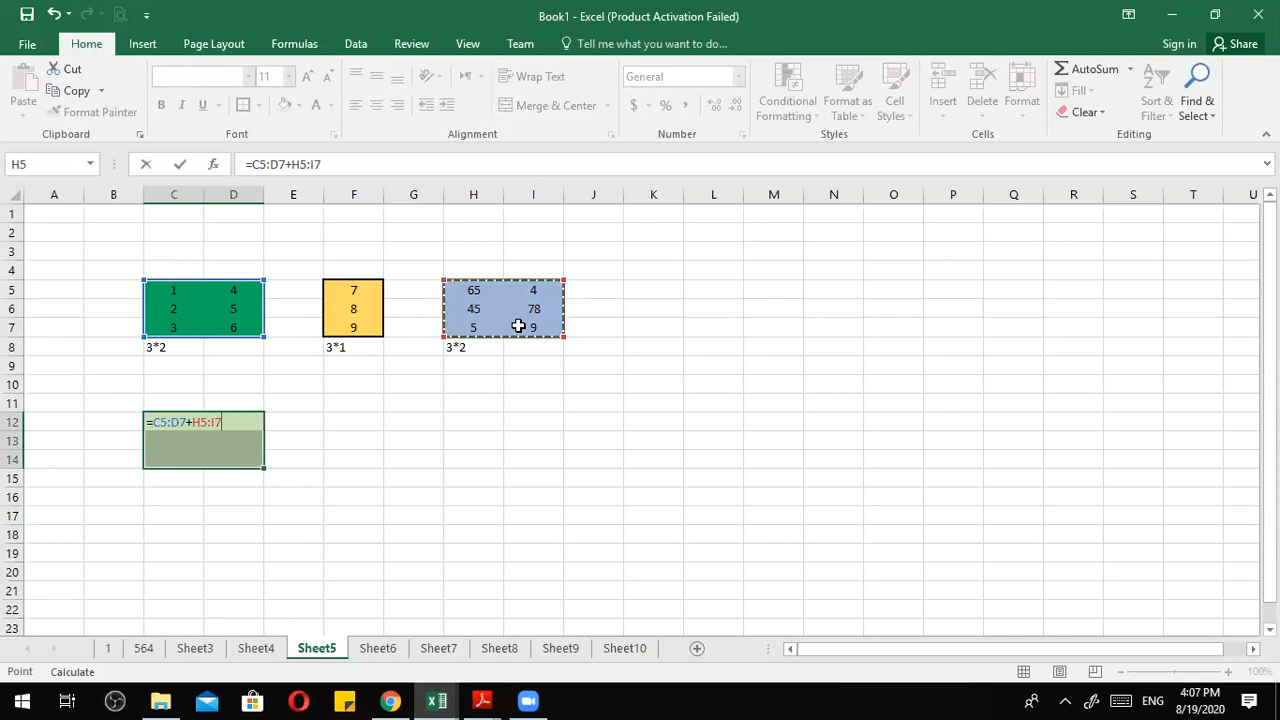 Book1 - Excel (Product Activation Failed)
File Home Insert Page Layout Formulas Data Review View Team Tell me what you want to do... Sign in Share
Paste Cut Copy Format Painter Clipboard
11 B I U A A A Font
Wrap Text Merge & Center Alignment
General $ % , Number
Conditional Formatting Format as Table Cell Styles Styles
Insert Delete Format Cells
AutoSum Fill Clear Sort & Filter Find & Select Editing
H5 fx =C5:D7+H5:I7
A B C D E F G H I J K L M N O P Q R S T U
1
2
3
4
5 1 4 7 65 4
6 2 5 8 45 78
7 3 6 9 5 9
8 3*2 3*1 3*2
9
10
11
12 =C5:D7+H5:I7
13
14
15
16
17
18
19
20
21
22
23
1 564 Sheet3 Sheet4 Sheet5 Sheet6 Sheet7 Sheet8 Sheet9 Sheet10
Point Calculate 100%
ENG 4:07 PM
8/19/2020